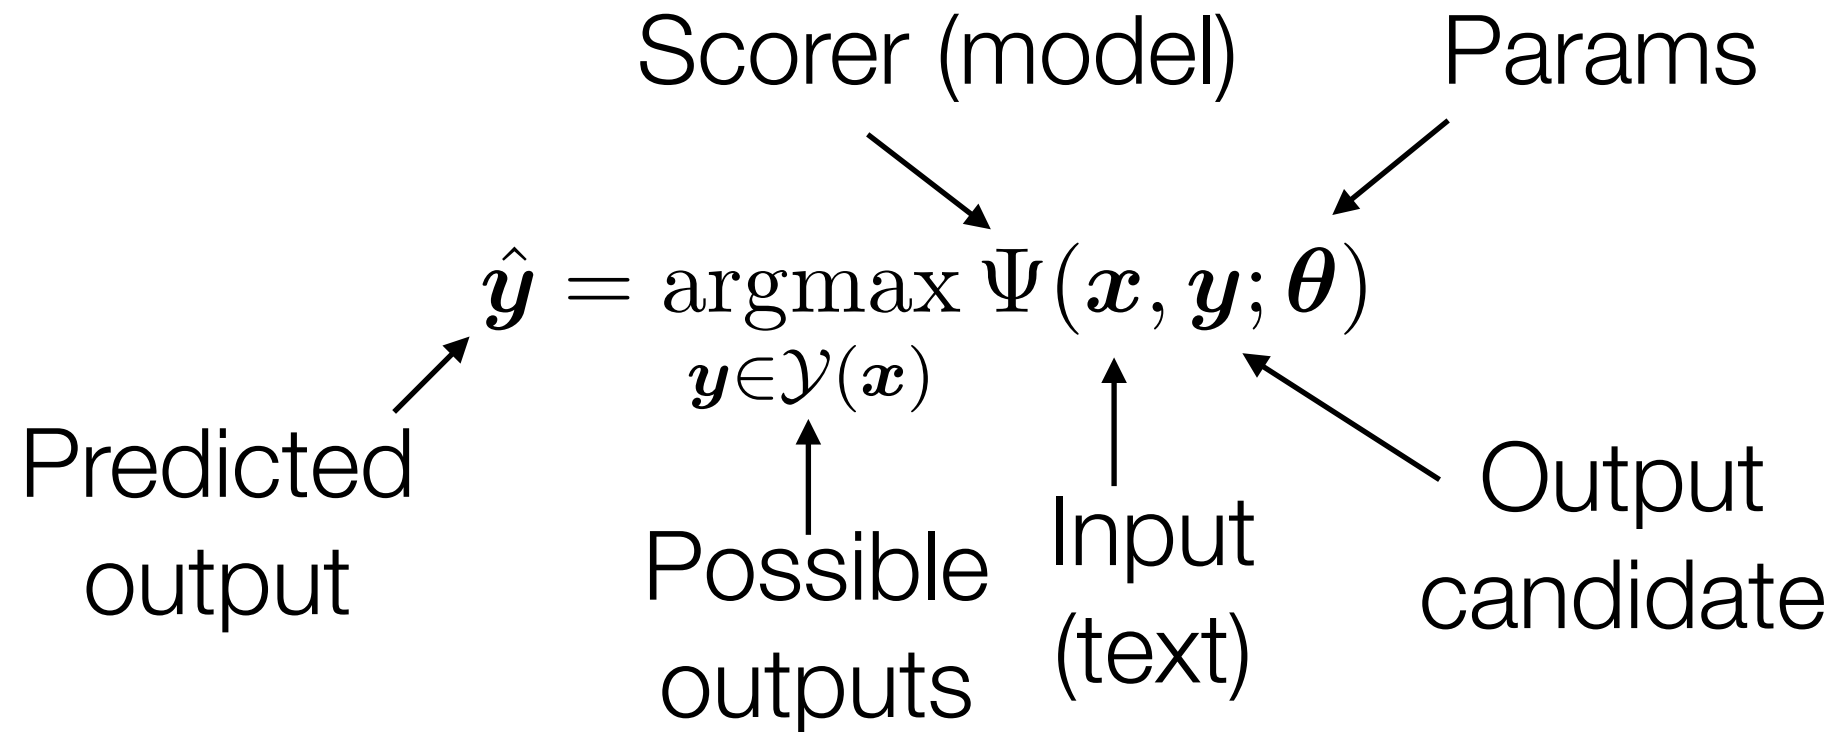 Scorer (model)
Params
ŷ = argmax Ψ(x, y; θ)
y∈𝒴(x)
Predicted
output
Possible
outputs
Input
(text)
Output
candidate